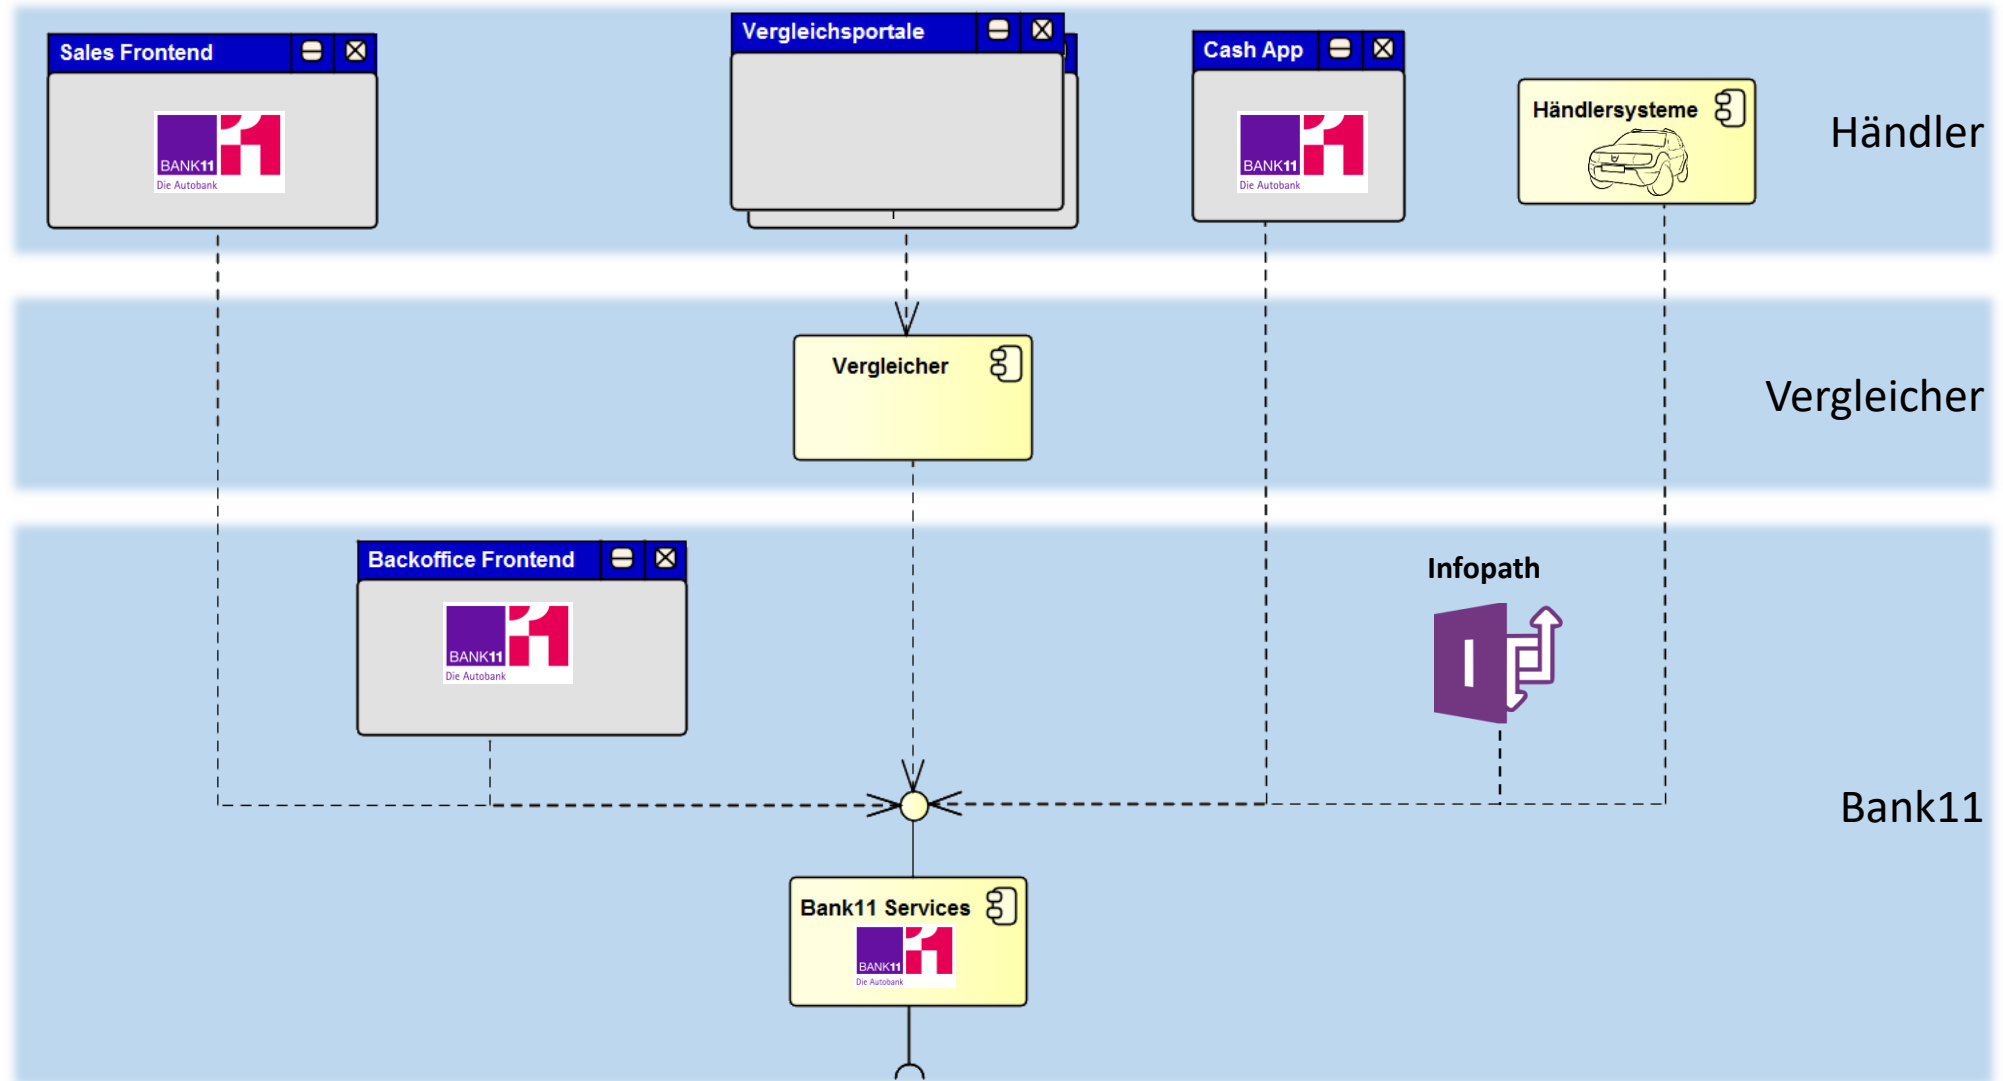 Sales Frontend
BANK11
Die Autobank
Vergleichsportale
Cash App
BANK11
Die Autobank
Händlersysteme
Händler
Vergleicher
Vergleicher
Backoffice Frontend
BANK11
Die Autobank
Infopath
I
Bank11
Bank11 Services
BANK11
Die Autobank